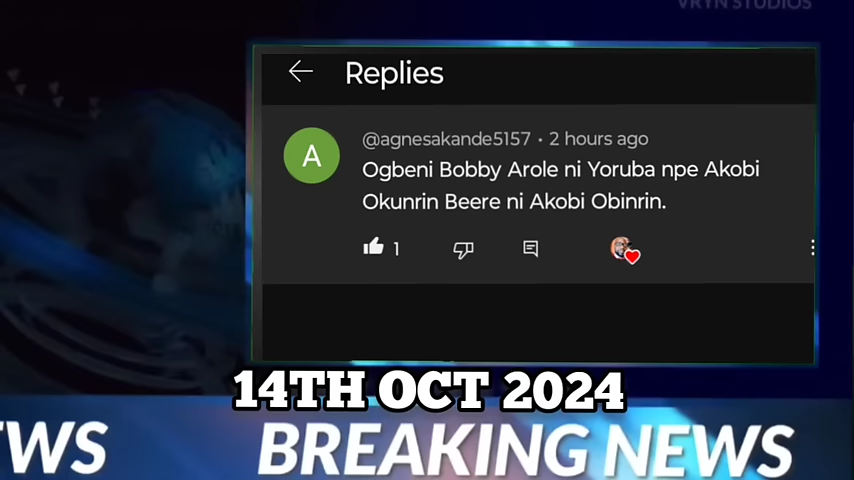 VRYN STUDIOS
Replies
A
@agnesakande5157 • 2 hours ago
Ogbeni Bobby Arole ni Yoruba npe Akobi
Okunrin Beere ni Akobi Obinrin.
1
14TH OCT 2024
EWS BREAKING NEWS